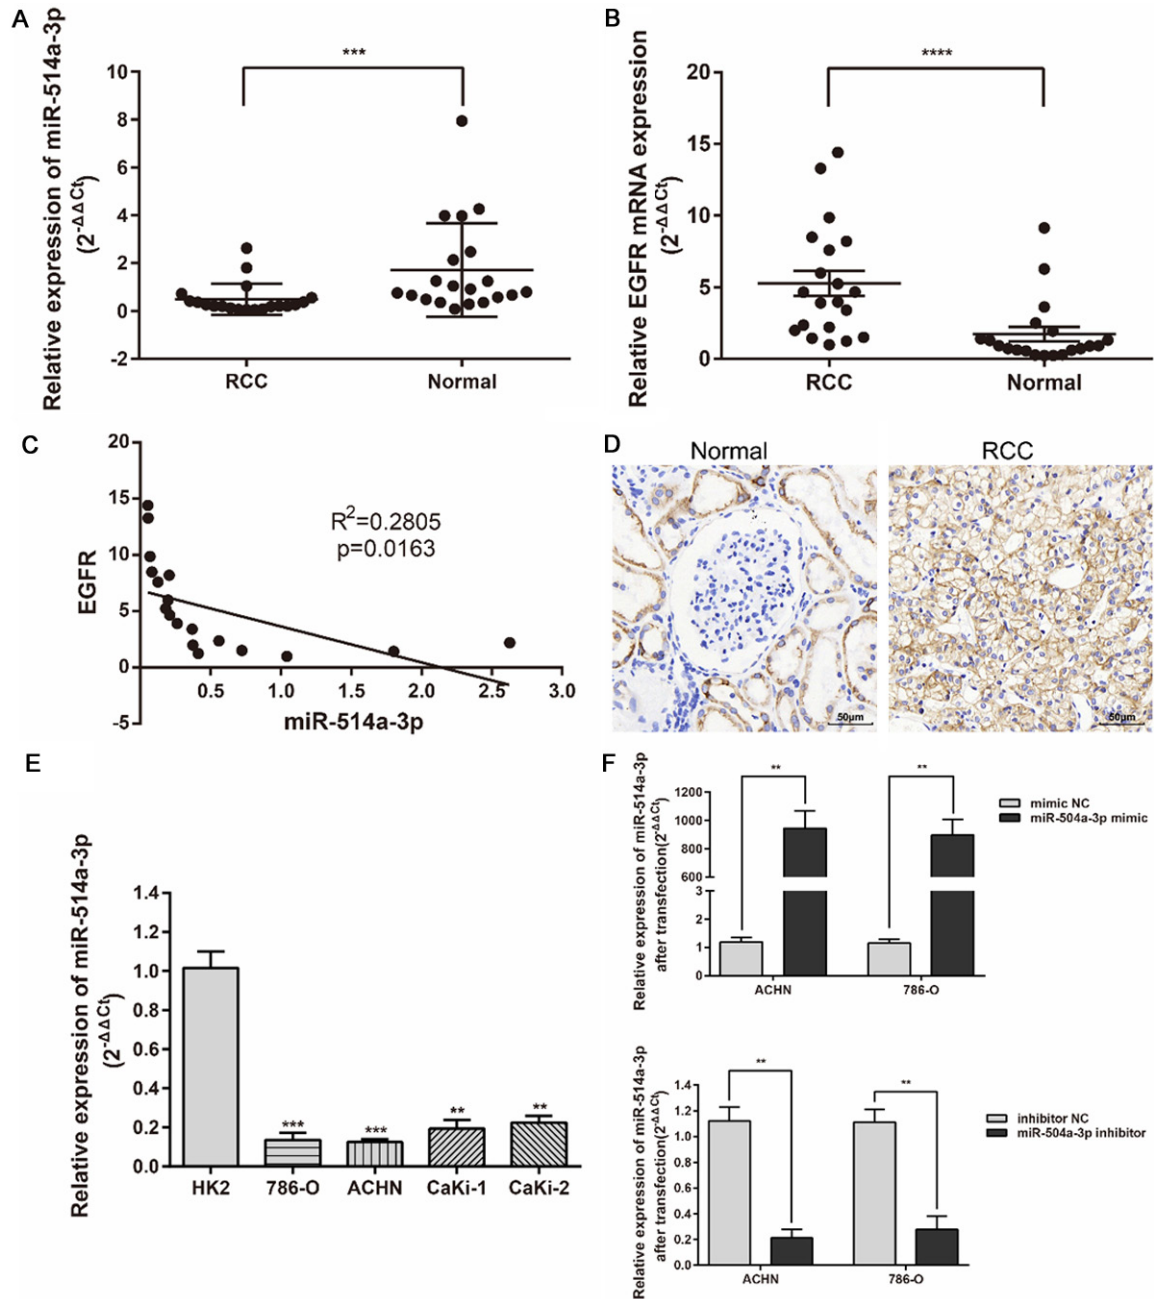 A
Relative expression of miR-514a-3p
(2^-ΔΔCt)
***
10
8
6
4
2
0
-2
RCC
Normal
B
Relative EGFR mRNA expression
(2^-ΔΔCt)
****
20
15
10
5
0
RCC
Normal
C
EGFR
20
15
10
5
0
-5
R²=0.2805
p=0.0163
0.5
1.0
1.5
2.0
2.5
3.0
miR-514a-3p
D
Normal
RCC
50μm
50μm
E
Relative expression of miR-514a-3p
(2^-ΔΔCt)
1.4
1.2
1.0
0.8
0.6
0.4
0.2
0.0
***
***
**
**
HK2
786-O
ACHN
CaKi-1
CaKi-2
F
Relative expression of miR-514a-3p
after transfection(2^-ΔΔCt)
**
**
1200
1000
800
600
3
2
1
0
ACHN
786-O
mimic NC
miR-504a-3p mimic
Relative expression of miR-514a-3p
after transfection(2^-ΔΔCt)
**
**
1.4
1.2
1.0
0.8
0.6
0.4
0.2
0.0
ACHN
786-O
inhibitor NC
miR-504a-3p inhibitor